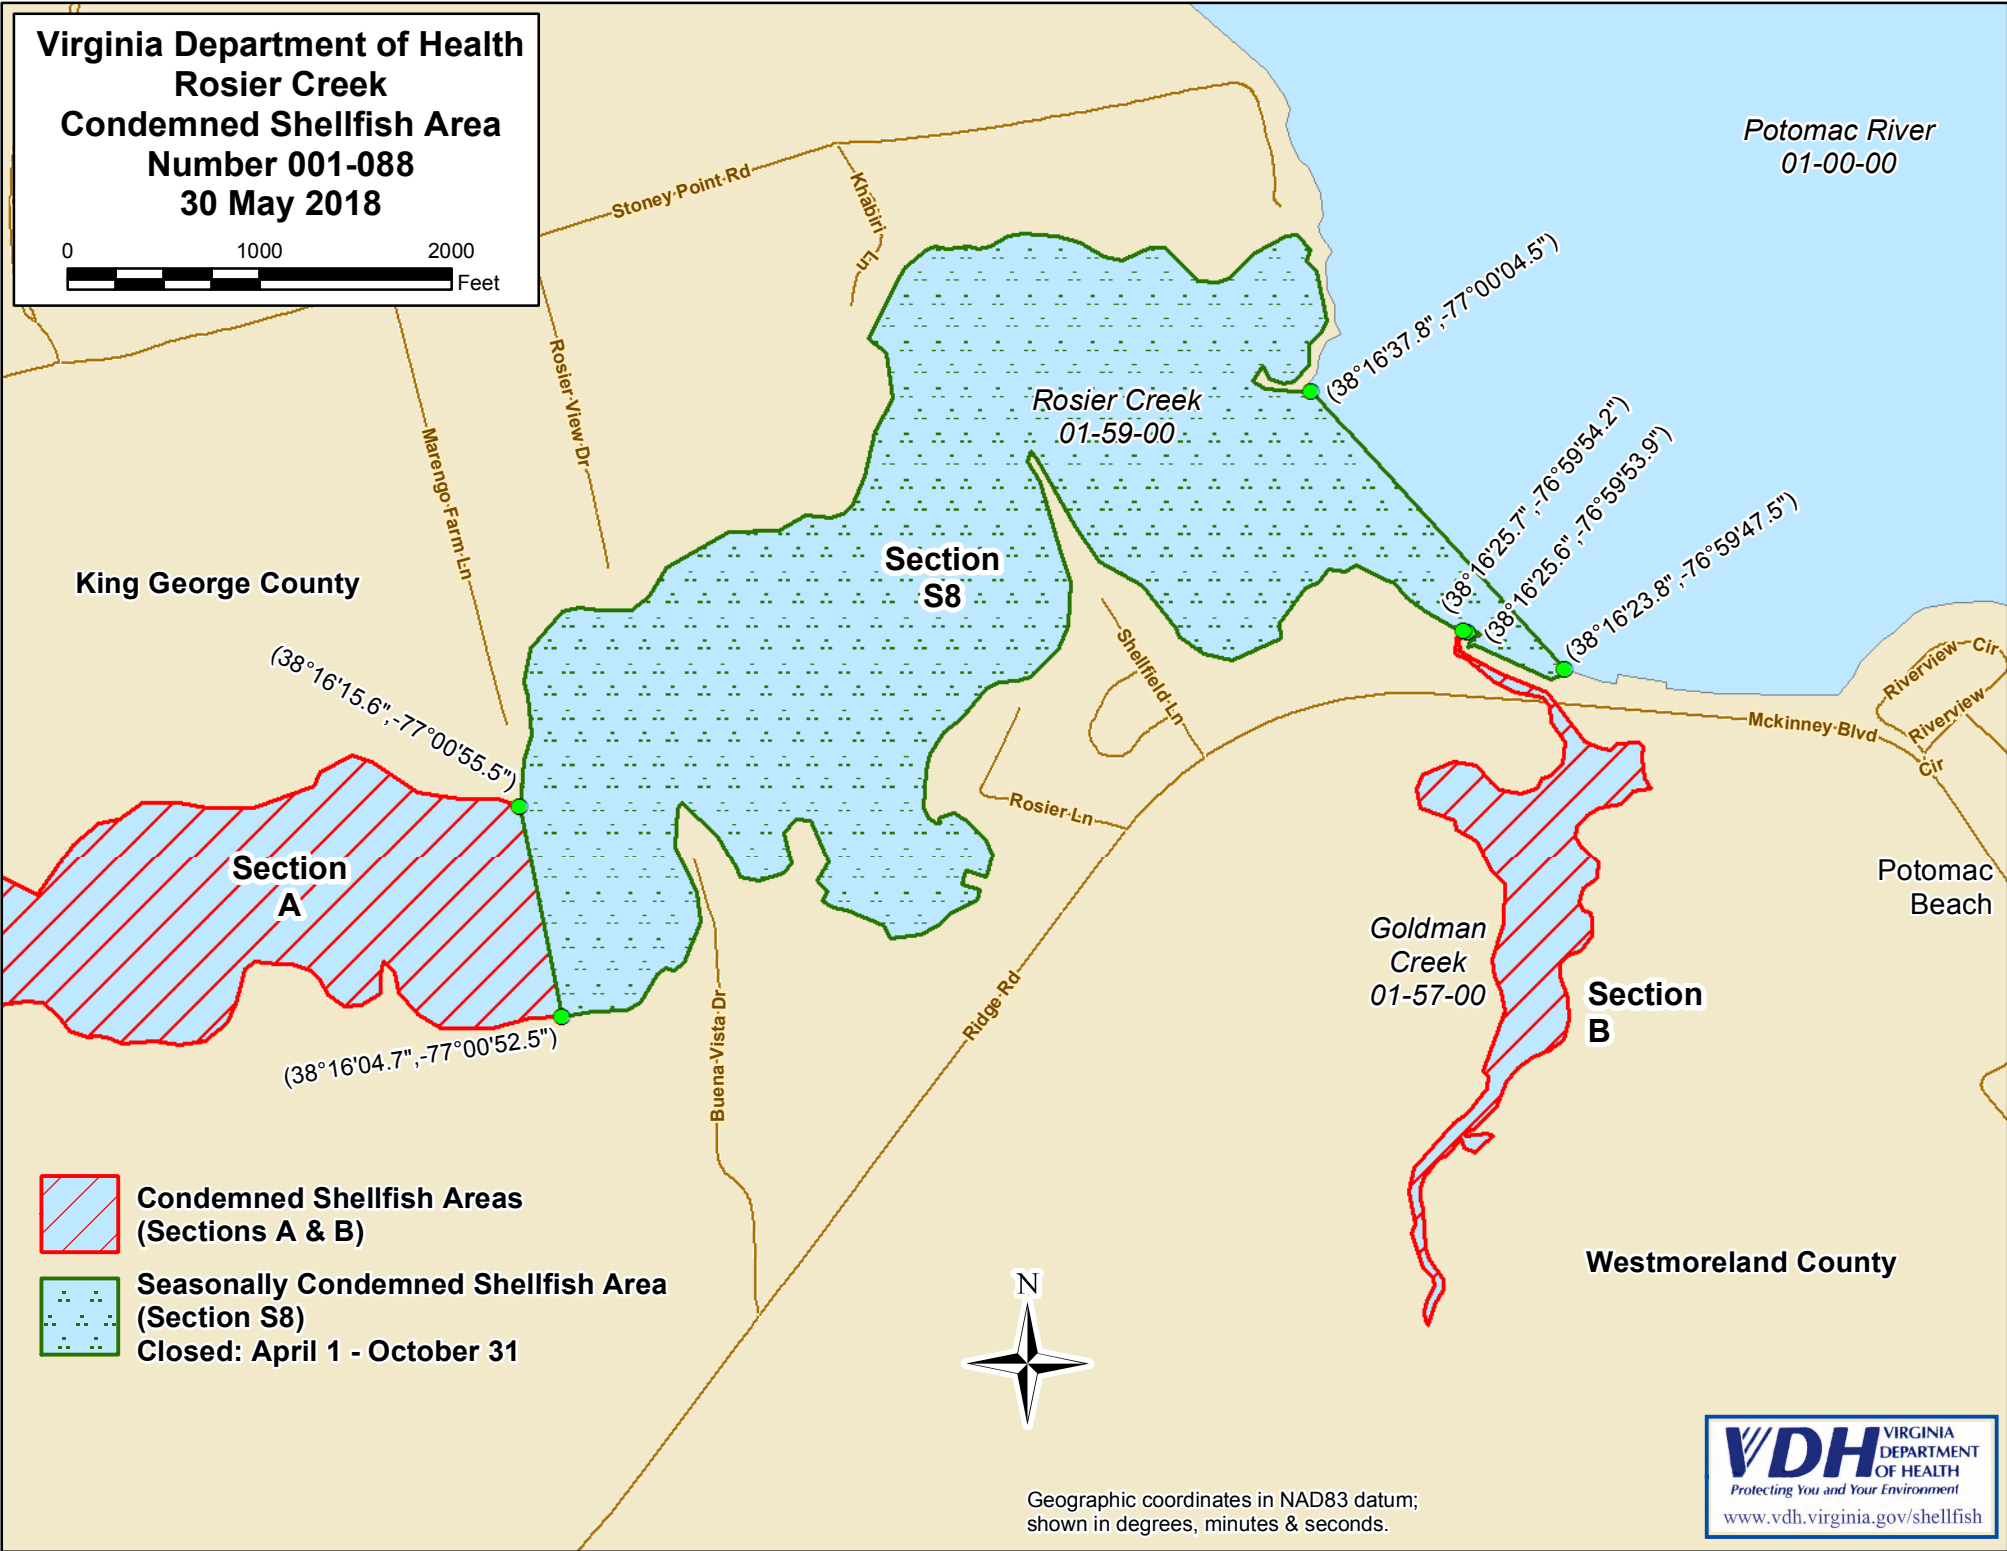 Virginia Department of Health
Rosier Creek
Condemned Shellfish Area
Number 001-088
30 May 2018
0 1000 2000
Feet
Potomac River
01-00-00
Stoney Point Rd
Khabiri Ln
Rosier View Dr
Marengo Farm Ln
(38°16'37.8",-77°00'04.5")
Rosier Creek
01-59-00
(38°16'25.7",-76°59'54.2")
(38°16'25.6",-76°59'53.9")
(38°16'23.8",-76°59'47.5")
Section
S8
King George County
(38°16'15.6",-77°00'55.5")
Shellfield Ln
Riverview Cir
Riverview
Cir
Mckinney Blvd
Rosier Ln
Section
A
Potomac
Beach
Goldman
Creek
01-57-00
Section
B
Ridge Rd
Buena Vista Dr
(38°16'04.7",-77°00'52.5")
Condemned Shellfish Areas
(Sections A & B)
Seasonally Condemned Shellfish Area
(Section S8)
Closed: April 1 - October 31
N
Westmoreland County
Geographic coordinates in NAD83 datum;
shown in degrees, minutes & seconds.
VDH
VIRGINIA
DEPARTMENT
OF HEALTH
Protecting You and Your Environment
www.vdh.virginia.gov/shellfish